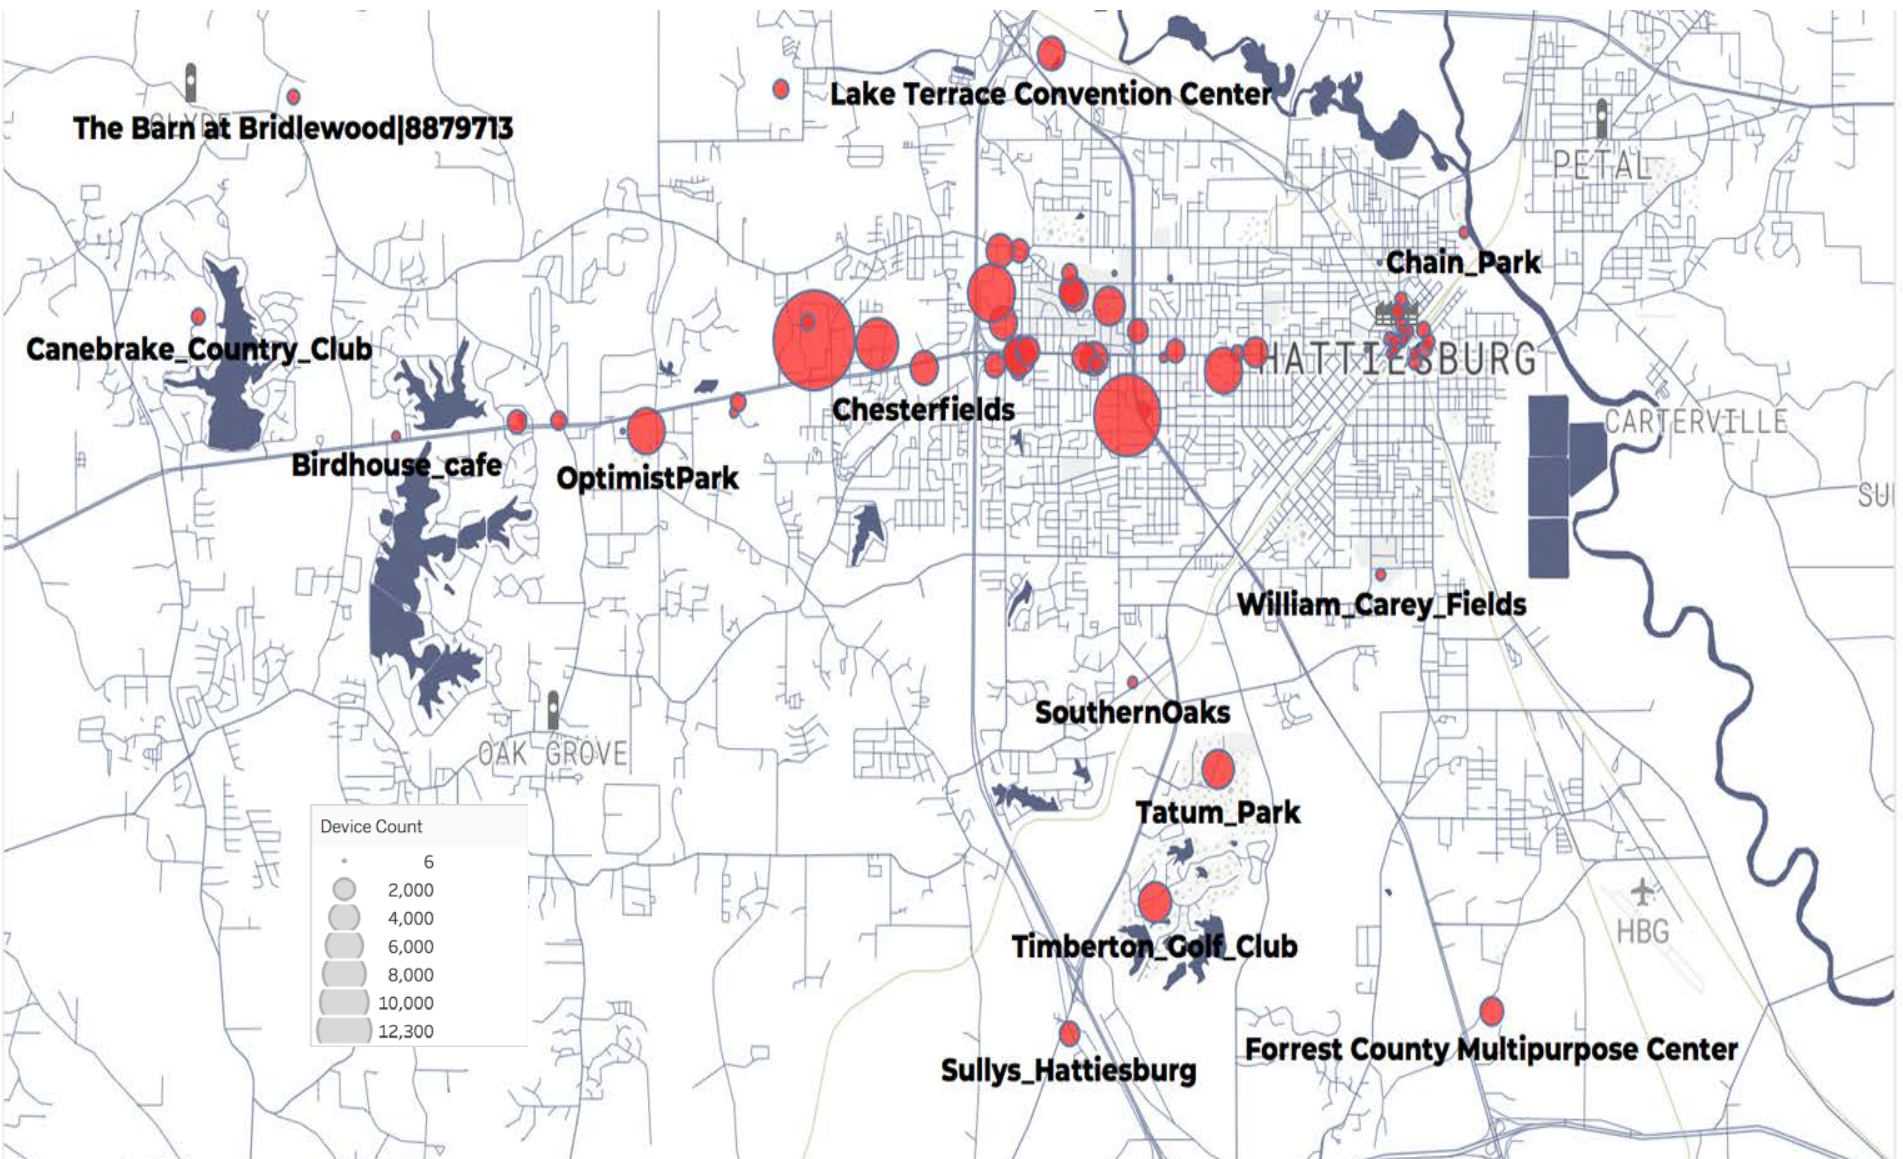 Lake Terrace Convention Center
The Barn at Bridlewood|8879713
PETAL
Chain_Park
Canebrake_Country_Club
HATTIESBURG
Chesterfields
CARTERVILLE
Birdhouse_cafe
OptimistPark
SUI
William_Carey_Fields
SouthernOaks
OAK GROVE
Tatum_Park
Device Count
6
2,000
4,000
6,000
8,000
10,000
12,300
HBG
Timberton_Golf_Club
Forrest County Multipurpose Center
Sullys_Hattiesburg